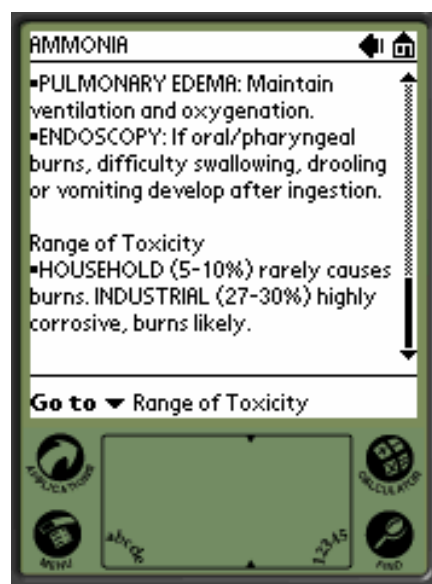 AMMONIA
▪PULMONARY EDEMA: Maintain
ventilation and oxygenation.
▪ENDOSCOPY: If oral/pharyngeal
burns, difficulty swallowing, drooling
or vomiting develop after ingestion.
Range of Toxicity
▪HOUSEHOLD (5-10%) rarely causes
burns. INDUSTRIAL (27-30%) highly
corrosive, burns likely.
Go to Range of Toxicity
APPLICATIONS
CALCULATOR
MENU
abcde
12345
FIND